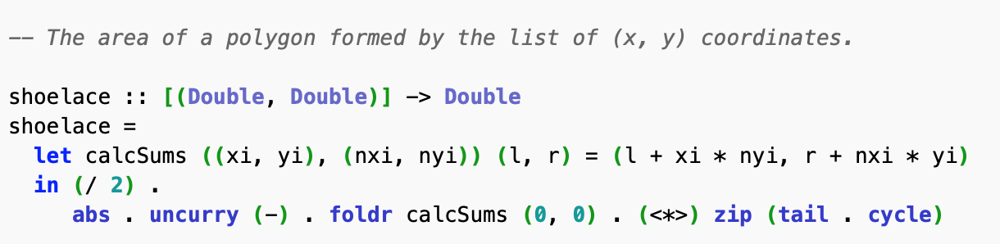 -- The area of a polygon formed by the list of (x, y) coordinates.
shoelace :: [(Double, Double)] -> Double
shoelace =
  let calcSums ((xi, yi), (nxi, nyi)) (l, r) = (l + xi * nyi, r + nxi * yi)
  in (/ 2) .
     abs . uncurry (-) . foldr calcSums (0, 0) . (<*>) zip (tail . cycle)